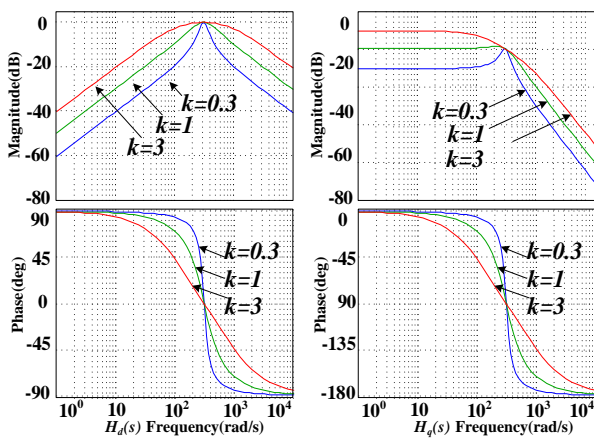 Magnitude(dB)
0
-20
-40
-60
-80
k=0.3
k=1
k=3
Magnitude(dB)
0
-20
-40
-60
-80
k=0.3
k=1
k=3
Phase(deg)
90
45
0
-45
-90
k=0.3
k=1
k=3
10⁰ 10 10² 10³ 10⁴
H_d(s) Frequency(rad/s)
Phase(deg)
0
-45
-90
-135
-180
k=0.3
k=1
k=3
10⁰ 10 10² 10³ 10⁴
H_q(s) Frequency(rad/s)